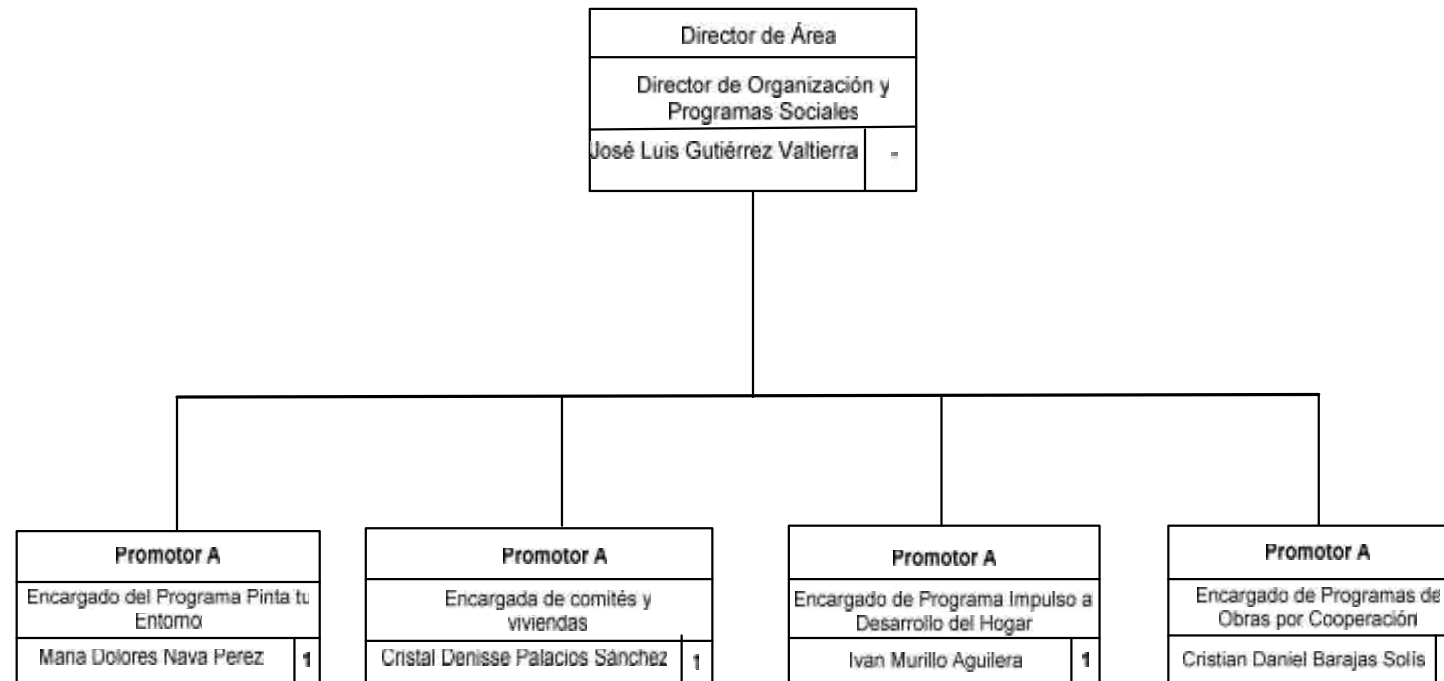 Director de Área
Director de Organización y
Programas Sociales
José Luis Gutiérrez Valtierra
-
Promotor A
Encargado del Programa Pinta tu
Entorno
Maria Dolores Nava Perez
1
Promotor A
Encargada de comités y
viviendas
Cristal Denisse Palacios Sánchez
1
Promotor A
Encargado de Programa Impulso a
Desarrollo del Hogar
Ivan Murillo Aguilera
1
Promotor A
Encargado de Programas de
Obras por Cooperación
Cristian Daniel Barajas Solís